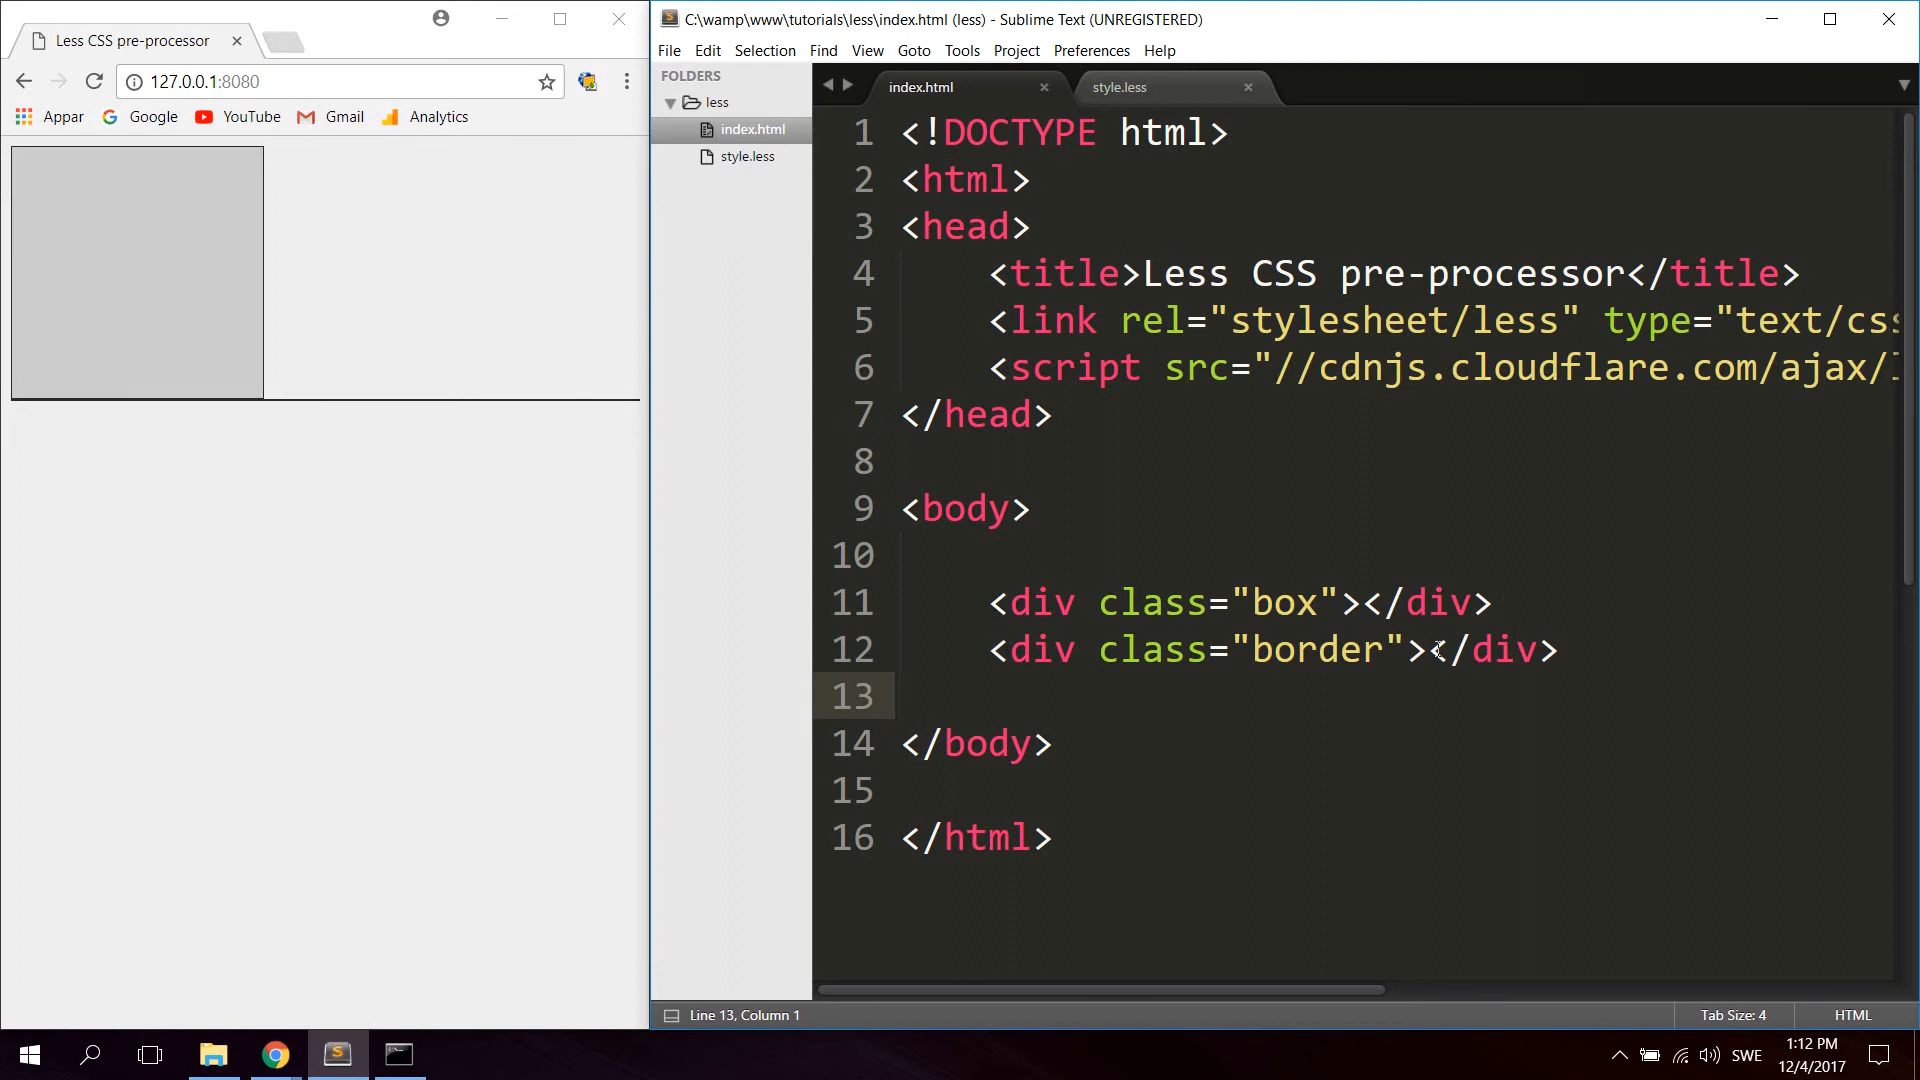 Less CSS pre-processor
127.0.0.1:8080
Appar Google YouTube Gmail Analytics
C:\wamp\www\tutorials\less\index.html (less) - Sublime Text (UNREGISTERED)
File Edit Selection Find View Goto Tools Project Preferences Help
FOLDERS
less
index.html
style.less
index.html style.less
1 <!DOCTYPE html>
2 <html>
3 <head>
4 <title>Less CSS pre-processor</title>
5 <link rel="stylesheet/less" type="text/css
6 <script src="//cdnjs.cloudflare.com/ajax/l
7 </head>
8
9 <body>
10
11 <div class="box"></div>
12 <div class="border"></div>
13
14 </body>
15
16 </html>
Line 13, Column 1 Tab Size: 4 HTML
SWE
1:12 PM
12/4/2017